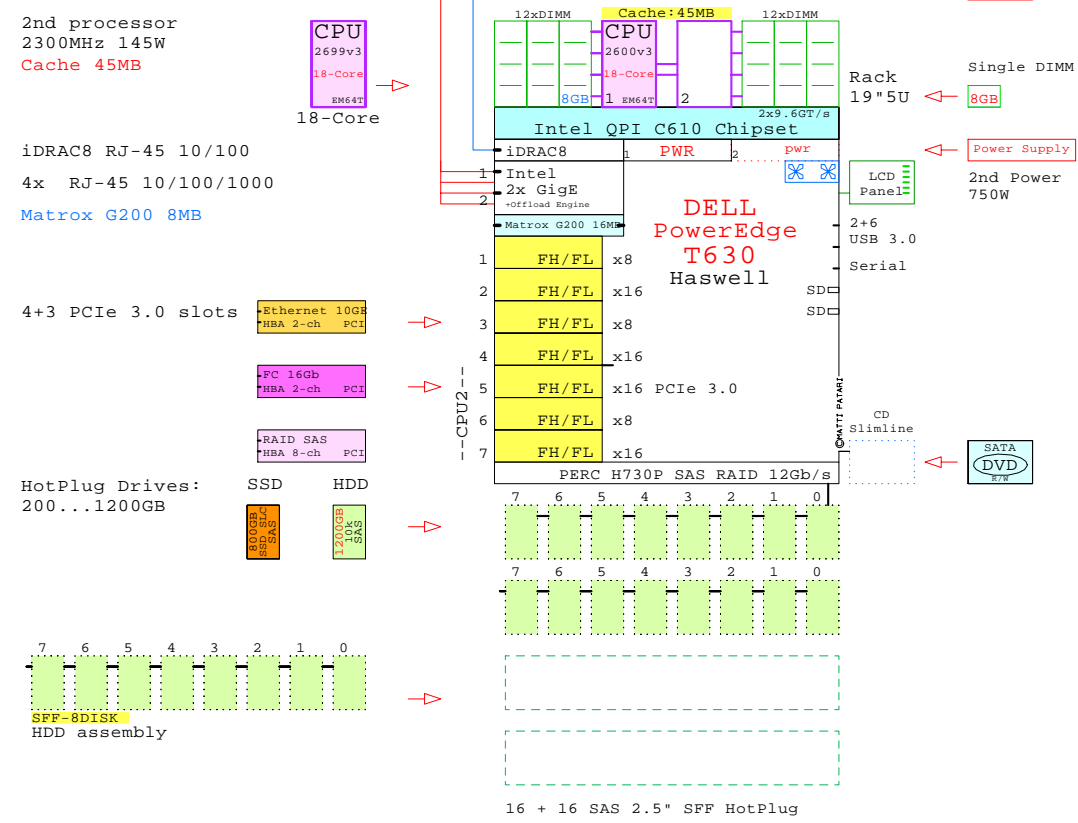 2nd processor
2300MHz 145W
Cache 45MB
CPU
2699v3
18-Core
EM64T
18-Core
12xDIMM
Cache:45MB
12xDIMM
CPU
2600v3
18-Core
8GB
1 EM64T
2
Rack
19"5U
Single DIMM
8GB
2x9.6GT/s
Intel QPI C610 Chipset
iDRAC8 RJ-45 10/100
4x RJ-45 10/100/1000
Matrox G200 8MB
iDRAC8
1 PWR
2 pwr
Power Supply
2nd Power
750W
1 Intel
2x GigE
2 +Offload Engine
Matrox G200 16MB
LCD
Panel
DELL
PowerEdge
T630
Haswell
2+6
USB 3.0
Serial
SD
SD
1 FH/FL x8
2 FH/FL x16
3 FH/FL x8
4 FH/FL x16
5 FH/FL x16 PCIe 3.0
6 FH/FL x8
7 FH/FL x16
--CPU2--
4+3 PCIe 3.0 slots
Ethernet 10GB
HBA 2-ch PCI
FC 16Gb
HBA 2-ch PCI
RAID SAS
HBA 8-ch PCI
©MATTI PATARI
CD
Slimline
SATA
DVD
R/W
PERC H730P SAS RAID 12Gb/s
HotPlug Drives:
200...1200GB
SSD
HDD
800GB
SSD SLC
SAS
1200GB
10k
SAS
7 6 5 4 3 2 1 0
7 6 5 4 3 2 1 0
7 6 5 4 3 2 1 0
SFF-8DISK
HDD assembly
16 + 16 SAS 2.5" SFF HotPlug